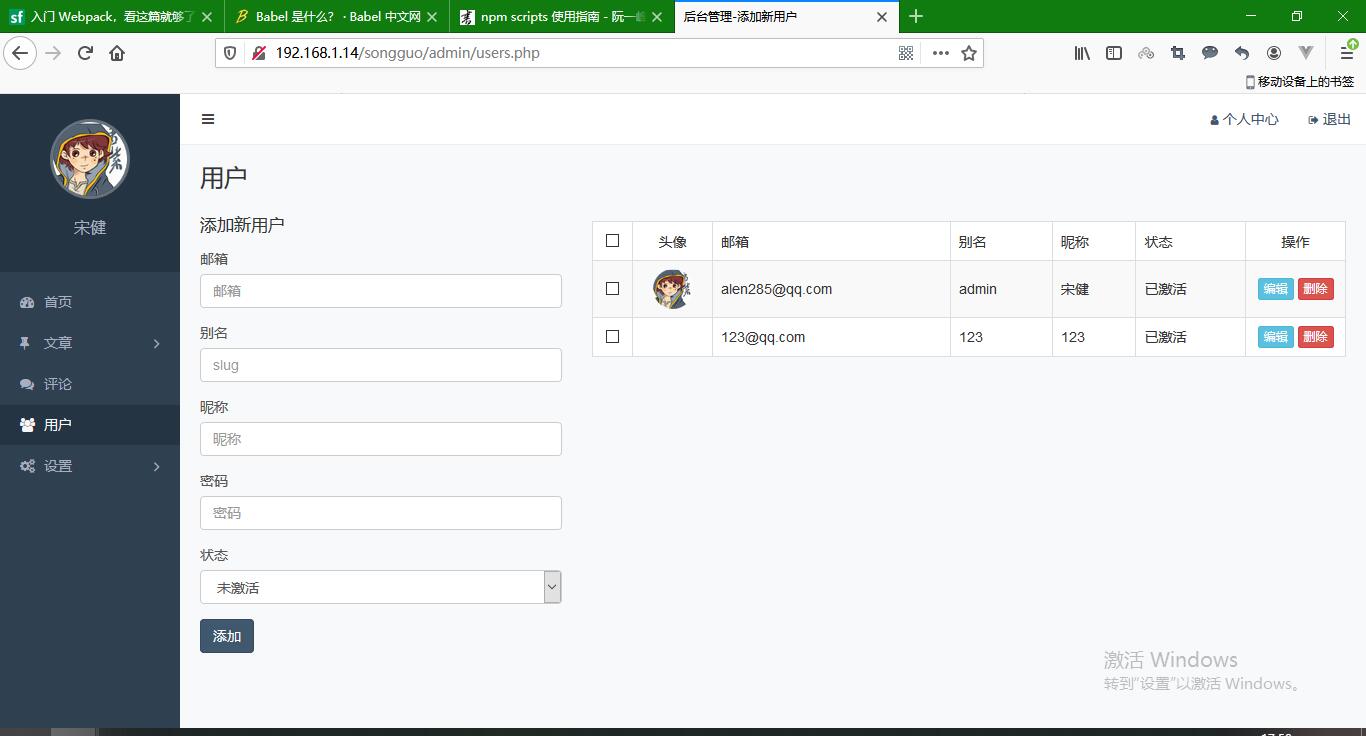 入门 Webpack，看这篇就够了
Babel 是什么？ · Babel 中文网
npm scripts 使用指南 - 阮一峰
后台管理-添加新用户
192.168.1.14/songguo/admin/users.php
移动设备上的书签
宋健
个人中心
退出
首页
文章
评论
用户
设置
用户
添加新用户
邮箱
邮箱
别名
slug
昵称
昵称
密码
密码
状态
未激活
添加
头像 邮箱 别名 昵称 状态 操作
alen285@qq.com admin 宋健 已激活 编辑 删除
123@qq.com 123 123 已激活 编辑 删除
激活 Windows
转到"设置"以激活 Windows。